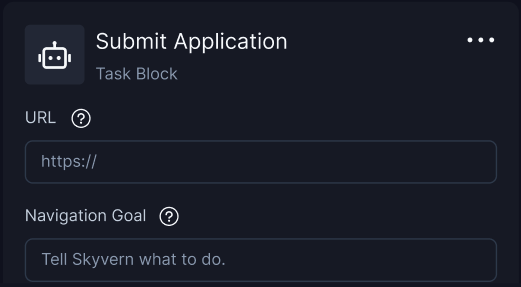 Submit Application
Task Block
URL
https://
Navigation Goal
Tell Skyvern what to do.